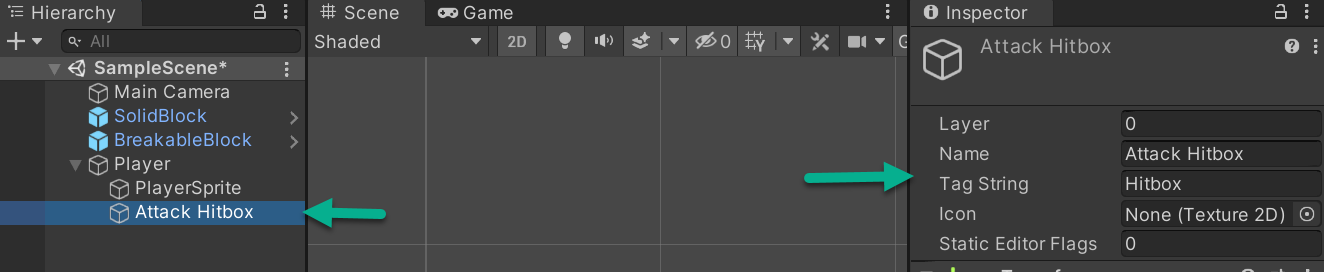 Hierarchy
All
SampleScene*
Main Camera
SolidBlock
BreakableBlock
Player
PlayerSprite
Attack Hitbox
Scene
Game
Shaded
2D
0
Inspector
Attack Hitbox
Layer 0
Name Attack Hitbox
Tag String Hitbox
Icon None (Texture 2D)
Static Editor Flags 0